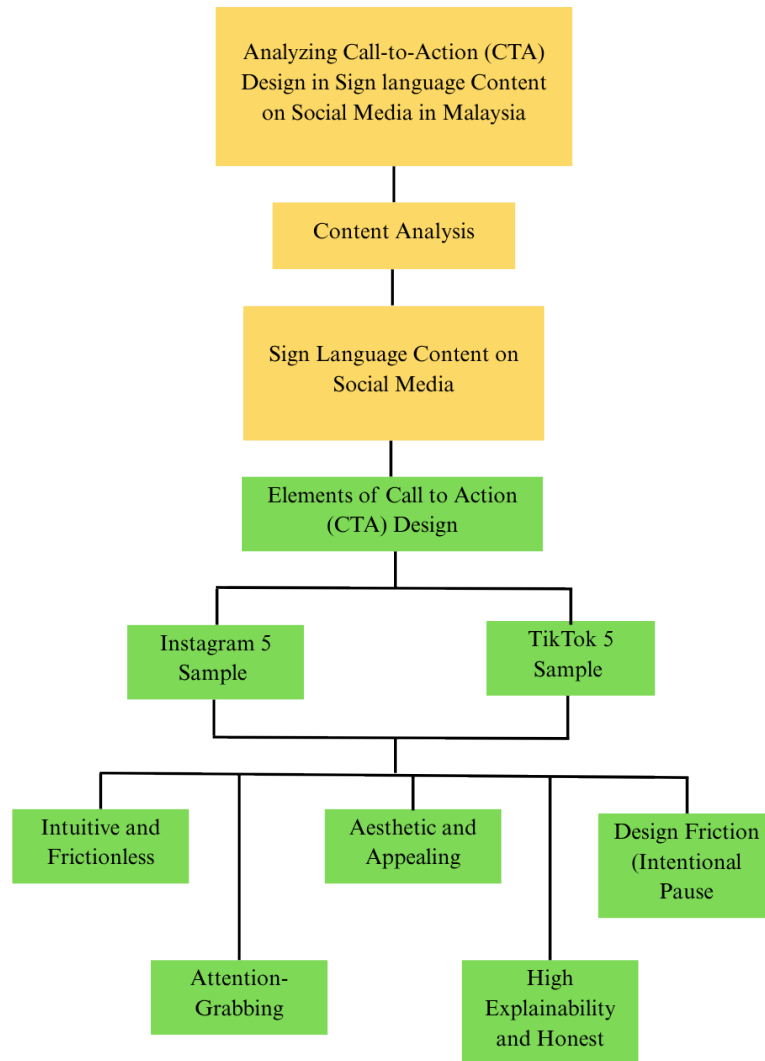 Analyzing Call-to-Action (CTA)
Design in Sign language Content
on Social Media in Malaysia
Content Analysis
Sign Language Content on
Social Media
Elements of Call to Action
(CTA) Design
Instagram 5
Sample
TikTok 5
Sample
Intuitive and
Frictionless
Aesthetic and
Appealing
Design Friction
(Intentional
Pause
Attention-
Grabbing
High
Explainability
and Honest